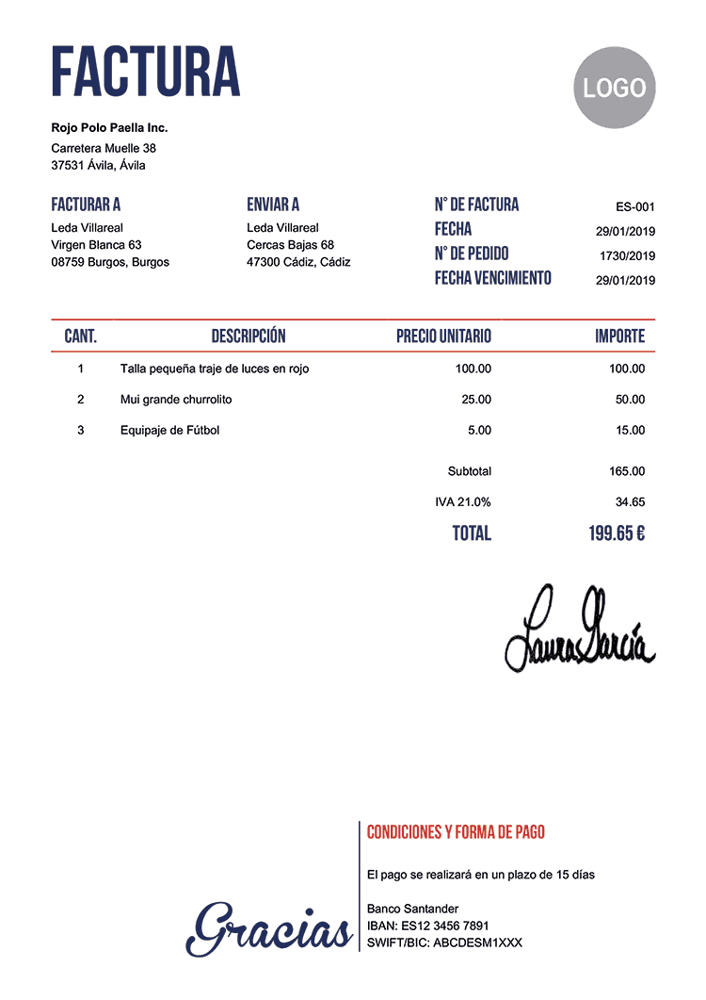 FACTURA
LOGO
Rojo Polo Paella Inc.
Carretera Muelle 38
37531 Ávila, Ávila
FACTURAR A
Leda Villareal
Virgen Blanca 63
08759 Burgos, Burgos
ENVIAR A
Leda Villareal
Cercas Bajas 68
47300 Cádiz, Cádiz
N° DE FACTURA ES-001
FECHA 29/01/2019
N° DE PEDIDO 1730/2019
FECHA VENCIMIENTO 29/01/2019
CANT. DESCRIPCIÓN PRECIO UNITARIO IMPORTE
1 Talla pequeña traje de luces en rojo 100.00 100.00
2 Mui grande churrolito 25.00 50.00
3 Equipaje de Fútbol 5.00 15.00
Subtotal 165.00
IVA 21.0% 34.65
TOTAL 199.65 €
Laura García
Gracias
CONDICIONES Y FORMA DE PAGO
El pago se realizará en un plazo de 15 días
Banco Santander
IBAN: ES12 3456 7891
SWIFT/BIC: ABCDESM1XXX